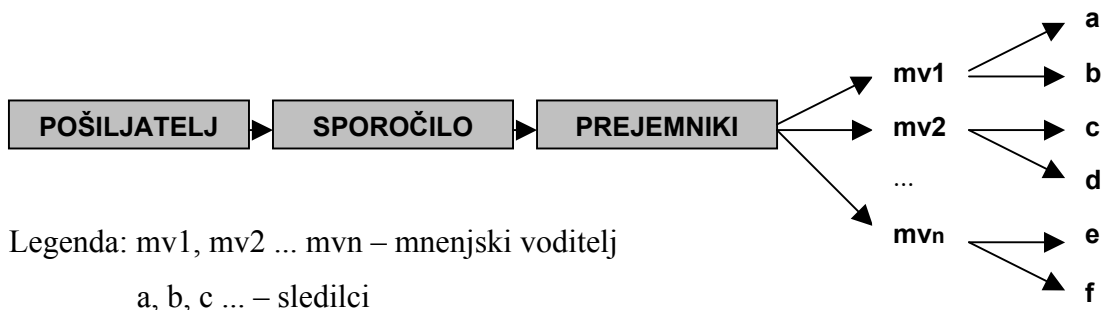 a
mv1 b
POŠILJATELJ SPOROČILO PREJEMNIKI mv2 c
... d
mvn e
f
Legenda: mv1, mv2 ... mvn – mnenjski voditelj
a, b, c ... – sledilci